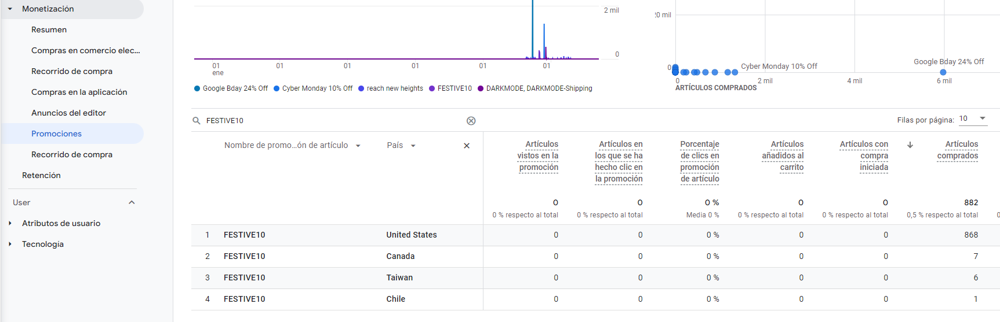 Monetización
Resumen
Compras en comercio elec...
Recorrido de compra
Compras en la aplicación
Anuncios del editor
Promociones
Recorrido de compra
Retención
User
Atributos de usuario
Tecnología
2 mil
0
01
ene
01
01
01
01
01
Google Bday 24% Off
Cyber Monday 10% Off
reach new heights
FESTIVE10
DARKMODE, DARKMODE-Shipping
20 mil
0
Cyber Monday 10% Off
Google Bday 24% Off
0
2 mil
4 mil
6 mil
ARTÍCULOS COMPRADOS
FESTIVE10
Filas por página: 10
Nombre de promo...ón de artículo
País
Artículos
vistos en la
promoción
Artículos en
los que se ha
hecho clic en
la promoción
Porcentaje
de clics en
promoción
de artículo
Artículos
añadidos al
carrito
Artículos con
compra
iniciada
Artículos
comprados
0 0 0 % 0 0 882
0 % respecto al total 0 % respecto al total Media 0 % 0 % respecto al total 0 % respecto al total 0,5 % respecto al total
1 FESTIVE10 United States 0 0 0 % 0 0 868
2 FESTIVE10 Canada 0 0 0 % 0 0 7
3 FESTIVE10 Taiwan 0 0 0 % 0 0 6
4 FESTIVE10 Chile 0 0 0 % 0 0 1